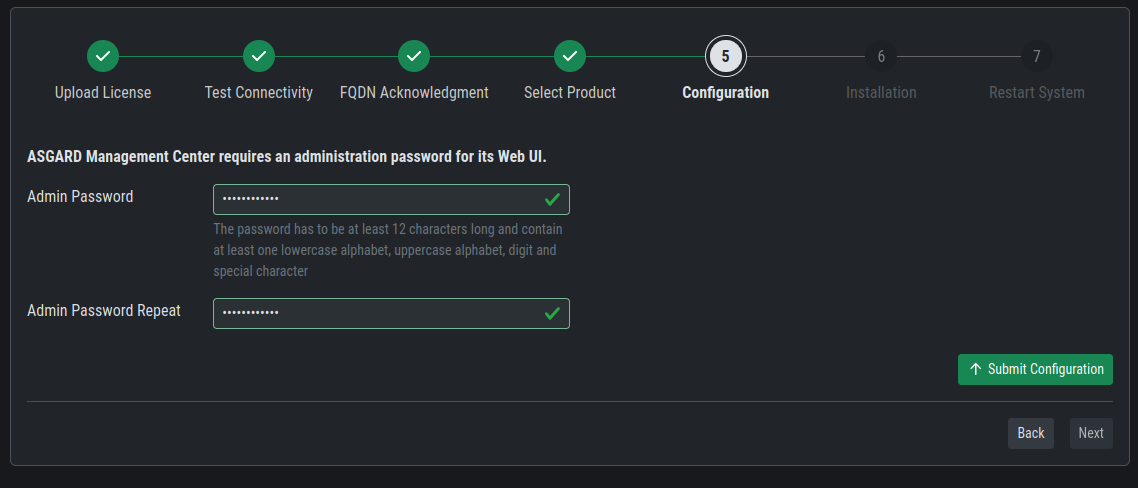 5 6 7
Upload License Test Connectivity FQDN Acknowledgment Select Product Configuration Installation Restart System
ASGARD Management Center requires an administration password for its Web UI.
Admin Password ••••••••••••
The password has to be at least 12 characters long and contain
at least one lowercase alphabet, uppercase alphabet, digit and
special character
Admin Password Repeat ••••••••••••
Submit Configuration
Back Next